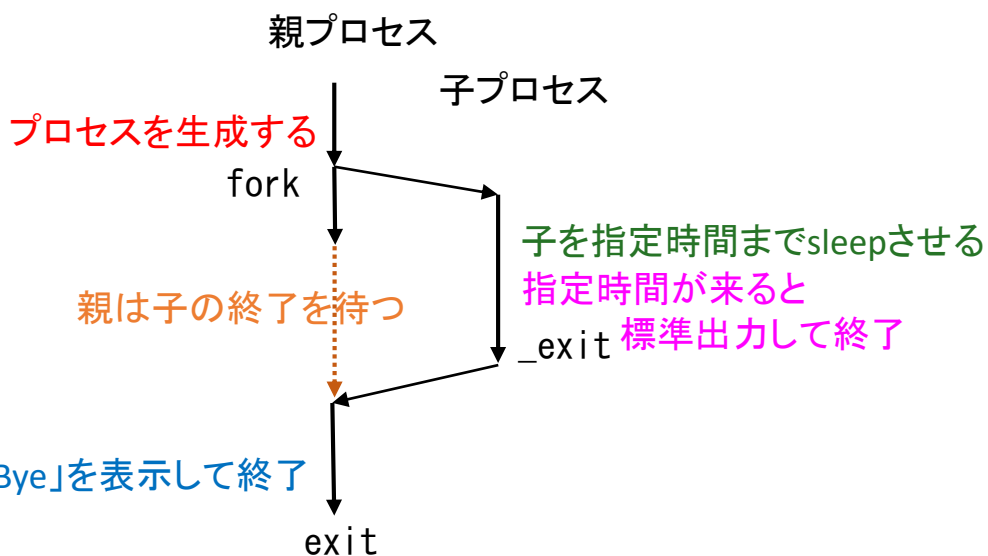 親プロセス
子プロセス
プロセスを生成する
fork
子を指定時間までsleepさせる
指定時間が来ると
親は子の終了を待つ
標準出力して終了
_exit
Bye」を表示して終了
exit